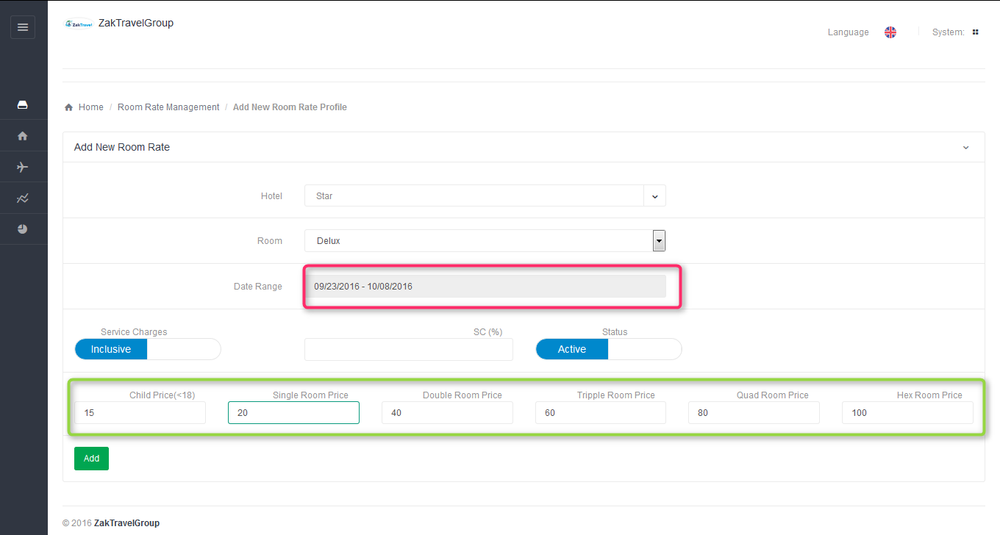 ZakTravel ZakTravelGroup
Language System:
Home / Room Rate Management / Add New Room Rate Profile
Add New Room Rate
Hotel Star
Room Delux
Date Range 09/23/2016 - 10/08/2016
Service Charges SC (%) Status
Inclusive Active
Child Price(<18) Single Room Price Double Room Price Tripple Room Price Quad Room Price Hex Room Price
15 20 40 60 80 100
Add
© 2016 ZakTravelGroup